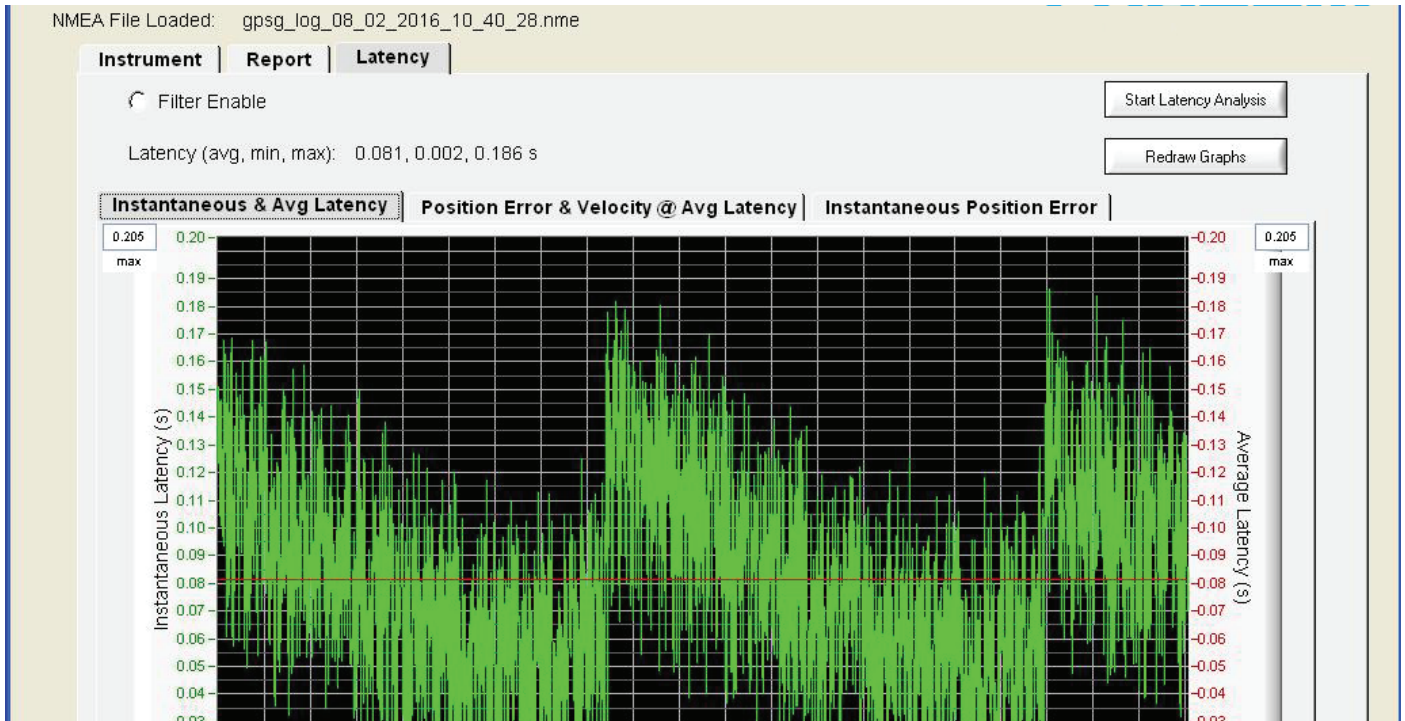 NMEA File Loaded: gpsg_log_08_02_2016_10_40_28.nme
Instrument Report Latency
Filter Enable
Start Latency Analysis
Latency (avg, min, max): 0.081, 0.002, 0.186 s
Redraw Graphs
Instantaneous & Avg Latency Position Error & Velocity @ Avg Latency Instantaneous Position Error
0.205 0.20 0.20 0.205
max max
0.19 0.19
0.18 0.18
0.17 0.17
0.16 0.16
0.15 0.15
0.14 0.14
0.13 0.13
0.12 0.12
0.11 0.11
0.10 0.10
0.09 0.09
0.08 0.08
0.07 0.07
0.06 0.06
0.05 0.05
0.04 0.04
0.03 0.03
Instantaneous Latency (s)
Average Latency (s)